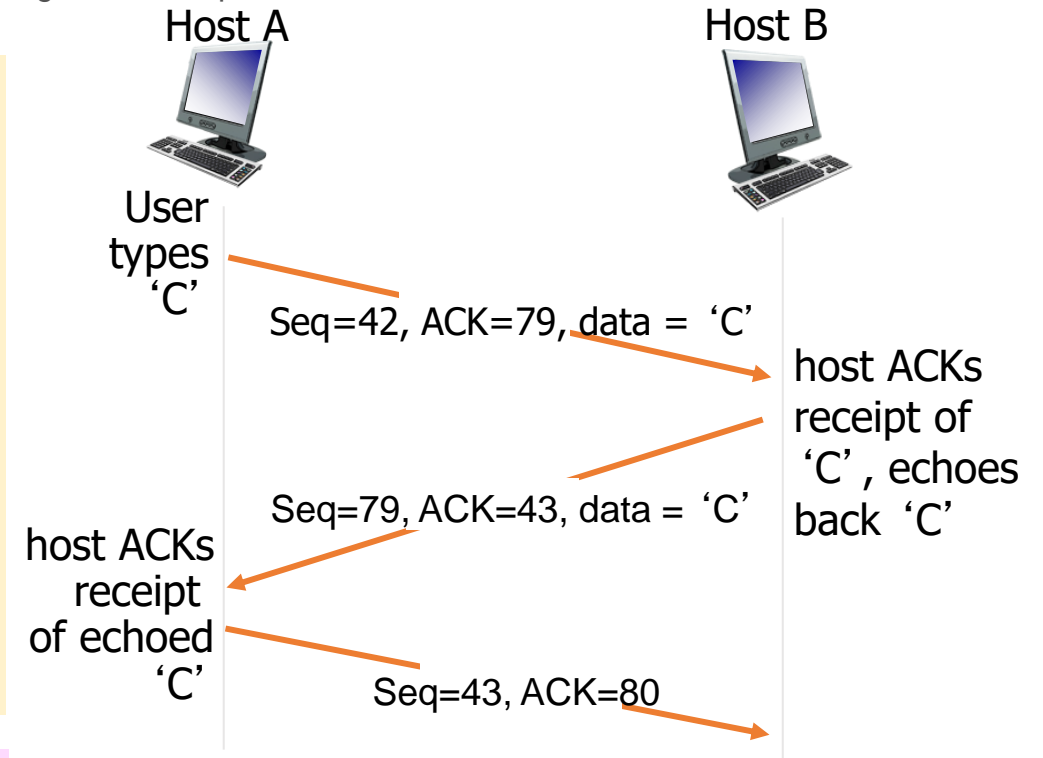 Host A
Host B
User
types
‘C’
Seq=42, ACK=79, data = ‘C’
host ACKs
receipt of
‘C’, echoes
back ‘C’
Seq=79, ACK=43, data = ‘C’
host ACKs
receipt
of echoed
‘C’
Seq=43, ACK=80